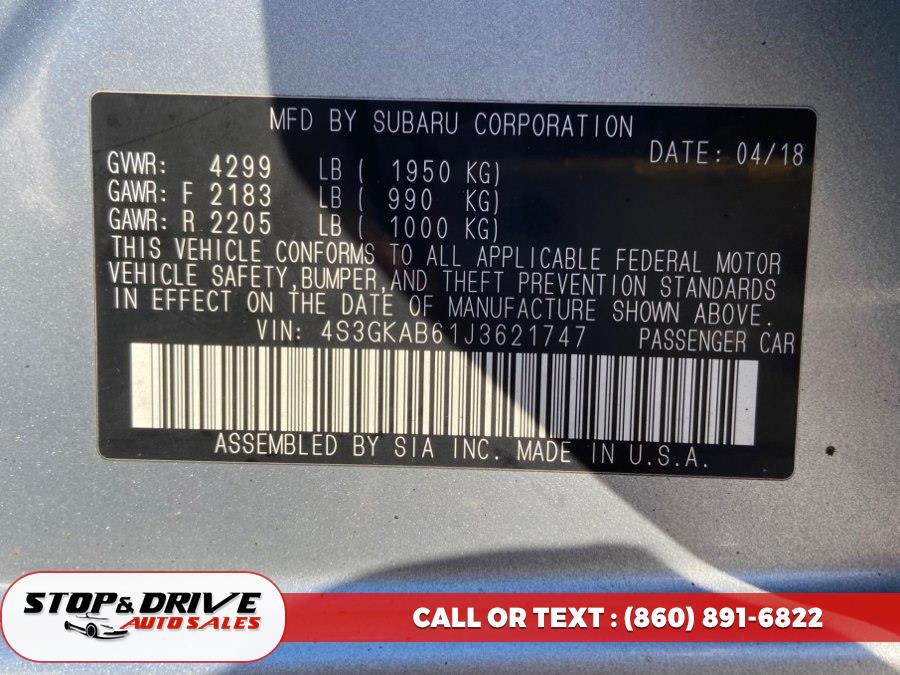 MFD BY SUBARU CORPORATION
DATE: 04/18
GVWR: 4299 LB ( 1950 KG)
GAWR: F 2183 LB ( 990 KG)
GAWR: R 2205 LB ( 1000 KG)
THIS VEHICLE CONFORMS TO ALL APPLICABLE FEDERAL MOTOR
VEHICLE SAFETY,BUMPER,AND THEFT PREVENTION STANDARDS
IN EFFECT ON THE DATE OF MANUFACTURE SHOWN ABOVE.
VIN: 4S3GKAB61J3621747 PASSENGER CAR
ASSEMBLED BY SIA INC. MADE IN U.S.A.
STOP & DRIVE
AUTO SALES
CALL OR TEXT : (860) 891-6822